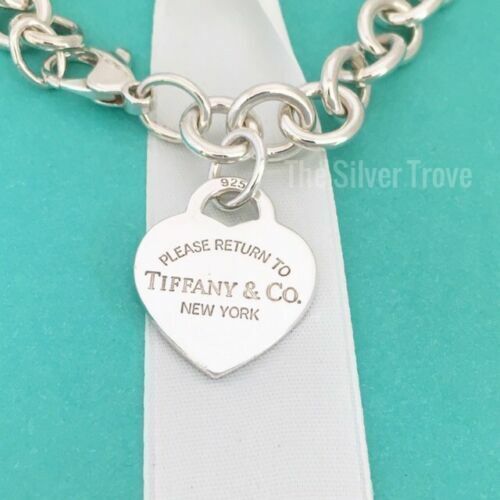 925
The Silver Trove
PLEASE RETURN TO
TIFFANY & CO.
NEW YORK